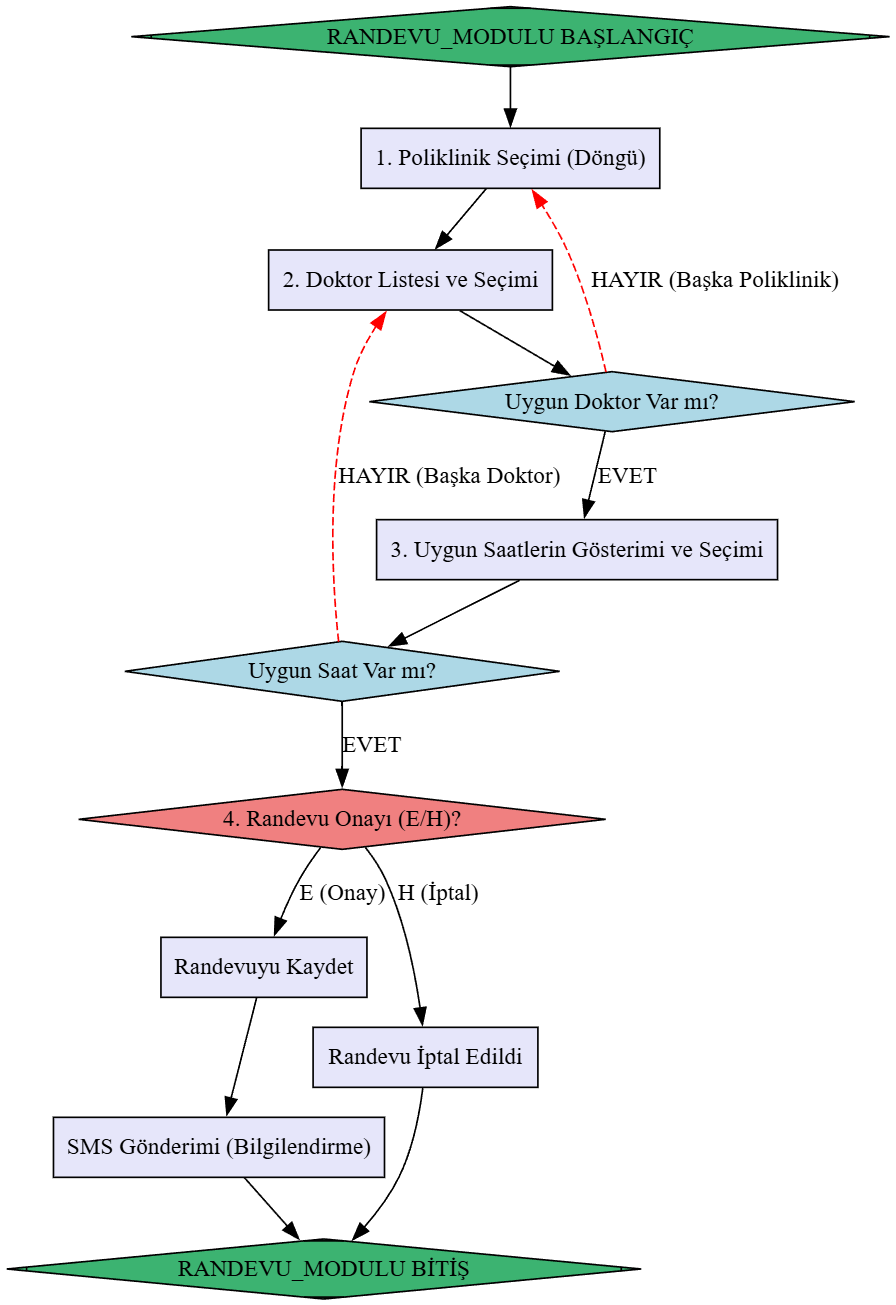 RANDEVU_MODULU BAŞLANGIÇ
1. Poliklinik Seçimi (Döngü)
2. Doktor Listesi ve Seçimi
HAYIR (Başka Poliklinik)
Uygun Doktor Var mı?
HAYIR (Başka Doktor)
EVET
3. Uygun Saatlerin Gösterimi ve Seçimi
Uygun Saat Var mı?
EVET
4. Randevu Onayı (E/H)?
E (Onay)
H (İptal)
Randevuyu Kaydet
Randevu İptal Edildi
SMS Gönderimi (Bilgilendirme)
RANDEVU_MODULU BİTİŞ